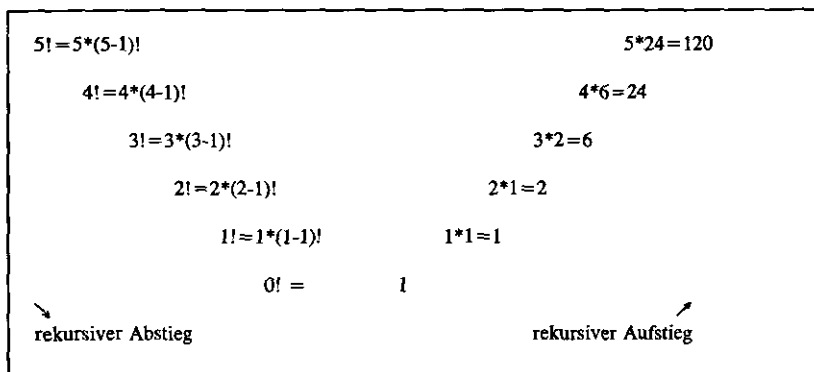 5!=5*(5-1)! 5*24=120
4!=4*(4-1)! 4*6=24
3!=3*(3-1)! 3*2=6
2!=2*(2-1)! 2*1=2
1!=1*(1-1)! 1*1=1
0! = 1
rekursiver Abstieg rekursiver Aufstieg